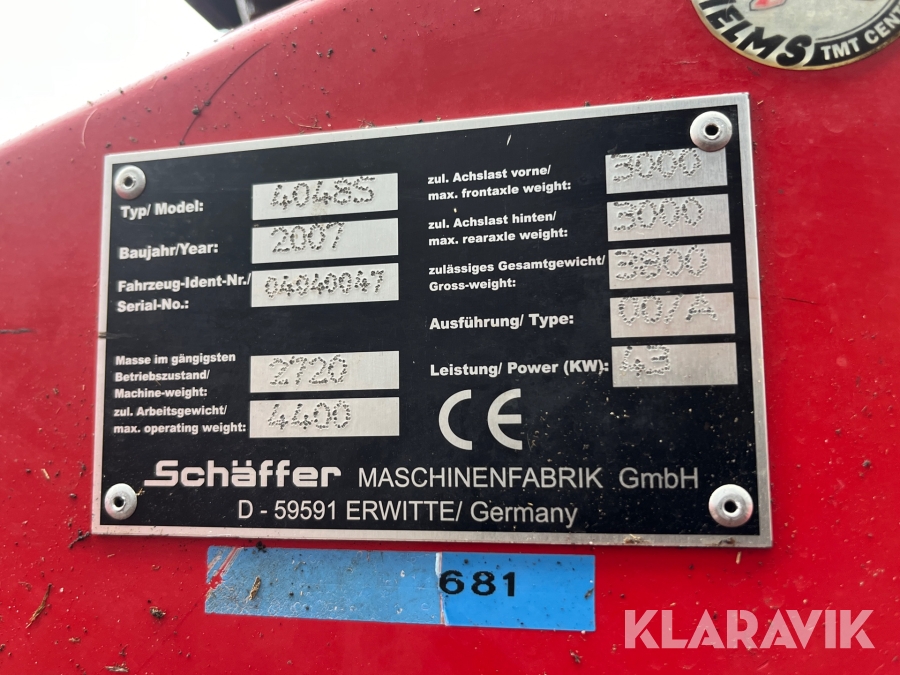 IELMS TMT CENT
Typ/ Model: 4048S
Baujahr/Year: 2007
Fahrzeug-Ident-Nr./
Serial-No.: 04040047
Masse im gängigsten
Betriebszustand/
Machine-weight: 2720
zul. Arbeitsgewicht/
max. operating weight: 4400
zul. Achslast vorne/
max. frontaxle weight: 3000
zul. Achslast hinten/
max. rearaxle weight: 3000
zulässiges Gesamtgewicht/
Gross-weight: 3800
Ausführung/ Type: 00/A
Leistung/ Power (KW): 43
CE
Schäffer MASCHINENFABRIK GmbH
D - 59591 ERWITTE/ Germany
681
KLARAVIK